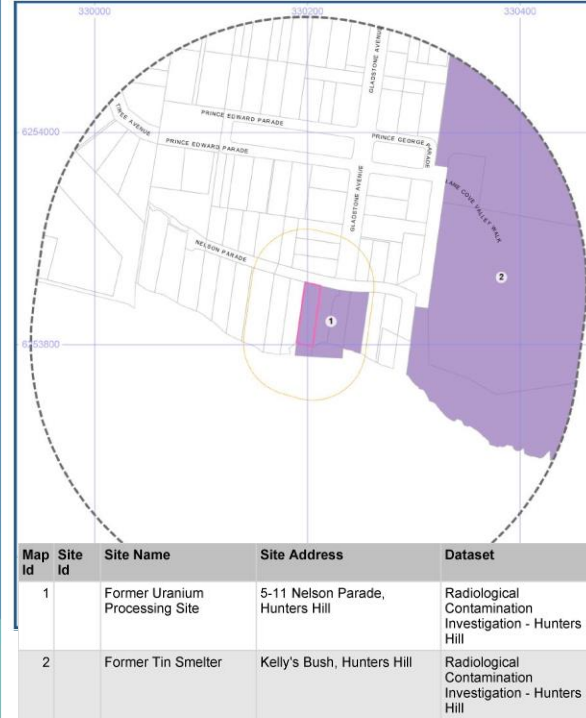 330000
330200
330400
GLADSTONE AVENUE
TIWEE AVENUE
PRINCE EDWARD PARADE
6254000
PRINCE EDWARD PARADE
PRINCE GEORGE PARADE
LANE COVE VALLEY WALK
GLADSTONE AVENUE
NELSON PARADE
2
1
6253800
Map Id Site Id Site Name Site Address Dataset
1 Former Uranium Processing Site 5-11 Nelson Parade, Hunters Hill Radiological Contamination Investigation - Hunters Hill
2 Former Tin Smelter Kelly's Bush, Hunters Hill Radiological Contamination Investigation - Hunters Hill